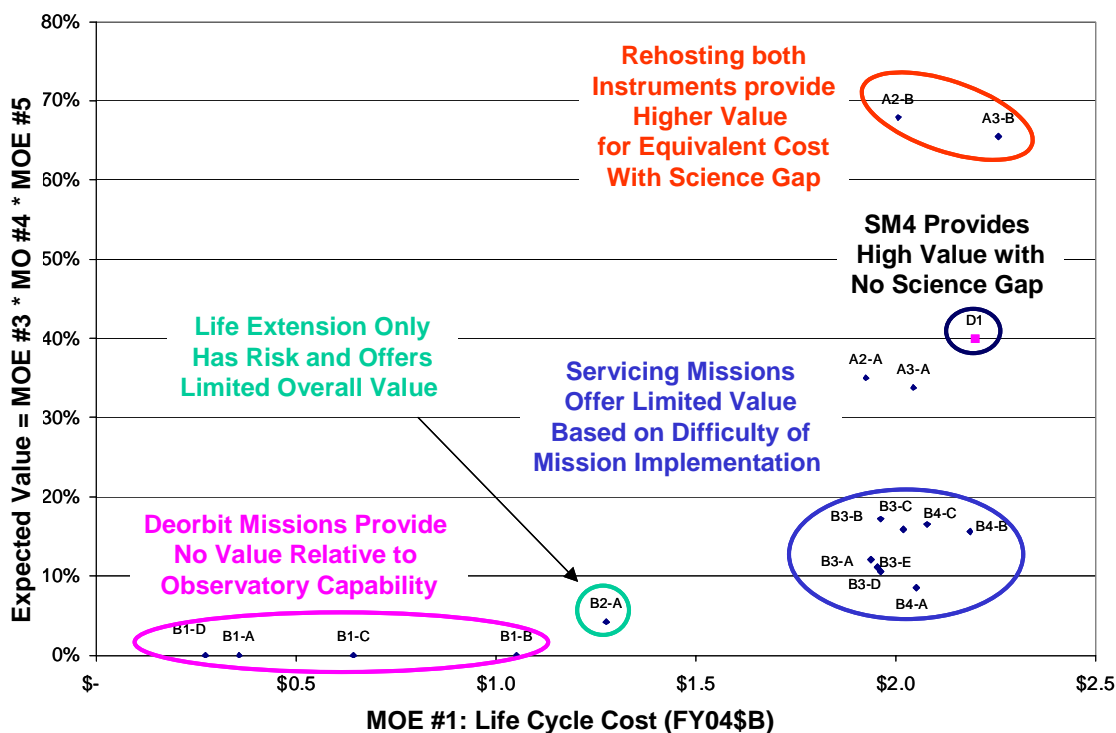 80%
70%
60%
50%
40%
30%
20%
10%
0%
Expected Value = MOE #3 * MO #4 * MOE #5
Rehosting both
Instruments provide
Higher Value
for Equivalent Cost
With Science Gap
A2-B
A3-B
SM4 Provides
High Value with
No Science Gap
D1
A2-A
A3-A
Life Extension Only
Has Risk and Offers
Limited Overall Value
Servicing Missions
Offer Limited Value
Based on Difficulty of
Mission Implementation
B3-B
B3-C
B4-C
B4-B
B3-A
B3-E
B3-D
B4-A
Deorbit Missions Provide
No Value Relative to
Observatory Capability
B2-A
B1-D
B1-A
B1-C
B1-B
$-
$0.5
$1.0
$1.5
$2.0
$2.5
MOE #1: Life Cycle Cost (FY04$B)